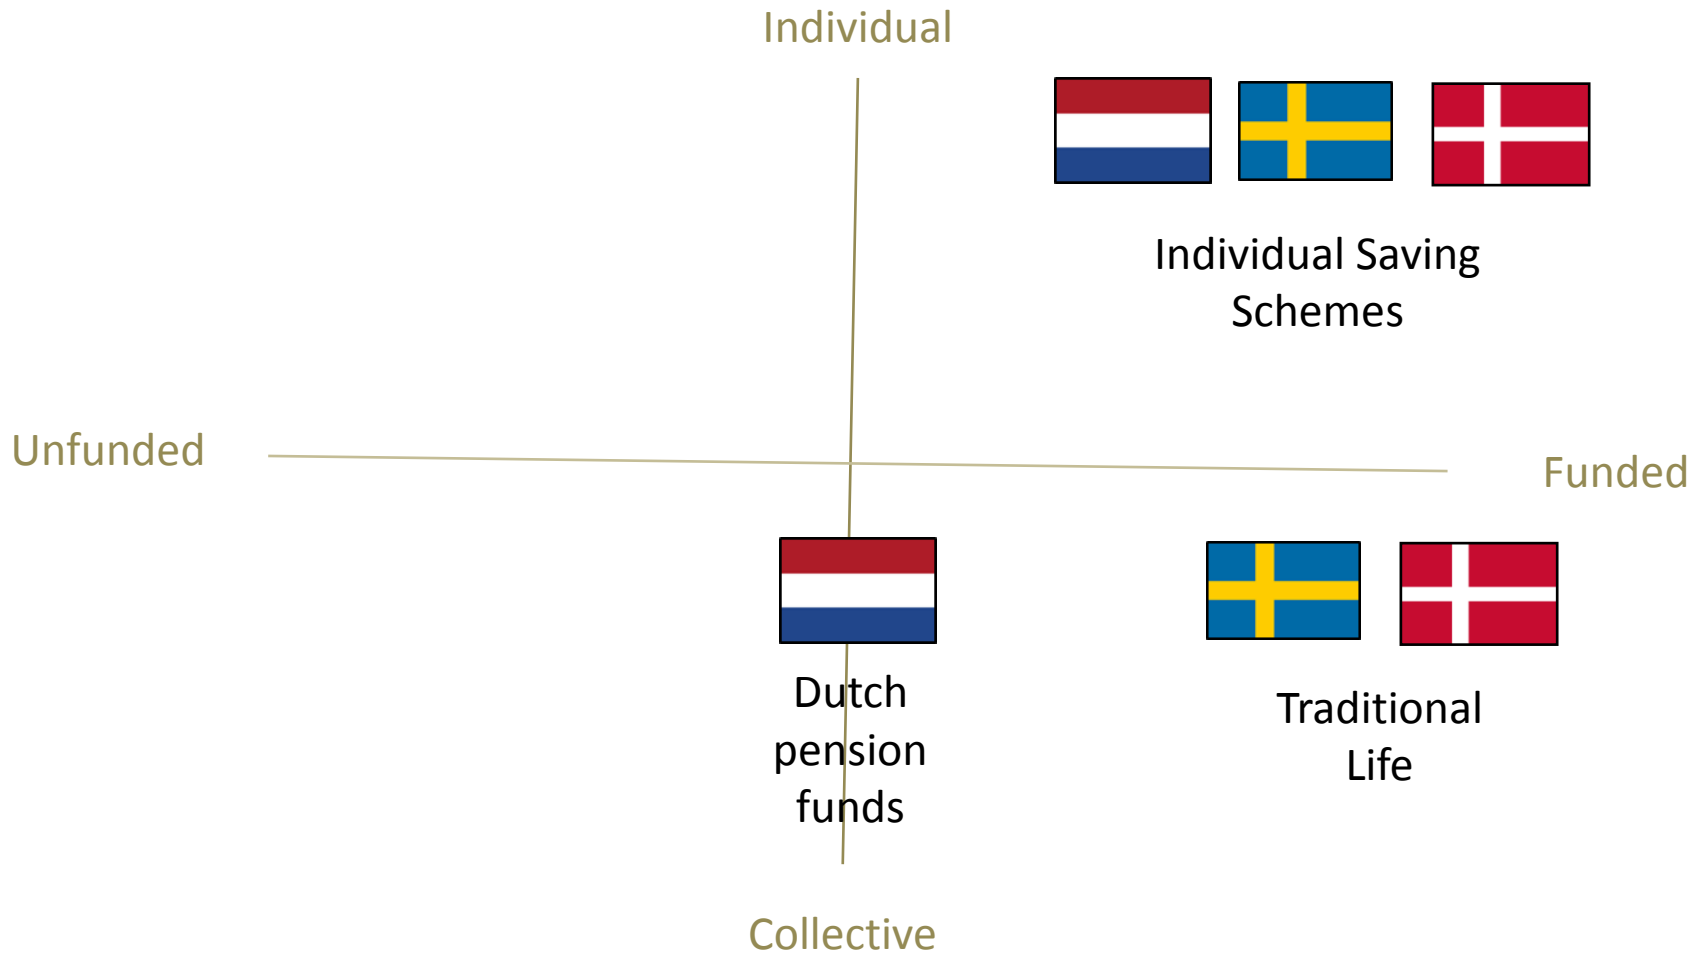 Individual
Individual Saving
Schemes
Unfunded
Funded
Dutch
pension
funds
Traditional
Life
Collective